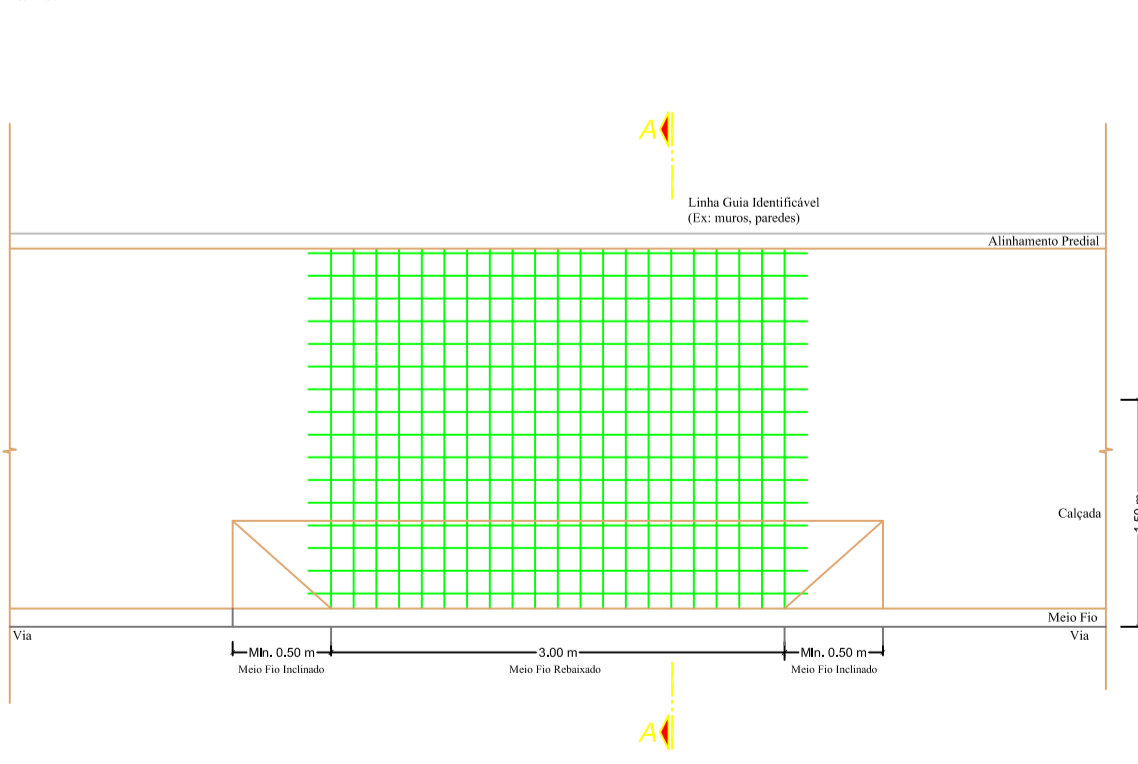 A
Linha Guia Identificável
(Ex: muros, paredes)
Alinhamento Predial
Calçada
Meio Fio
Via
Via
MIn. 0.50 m
3.00 m
MIn. 0.50 m
Meio Fio Inclinado
Meio Fio Rebaixado
Meio Fio Inclinado
A